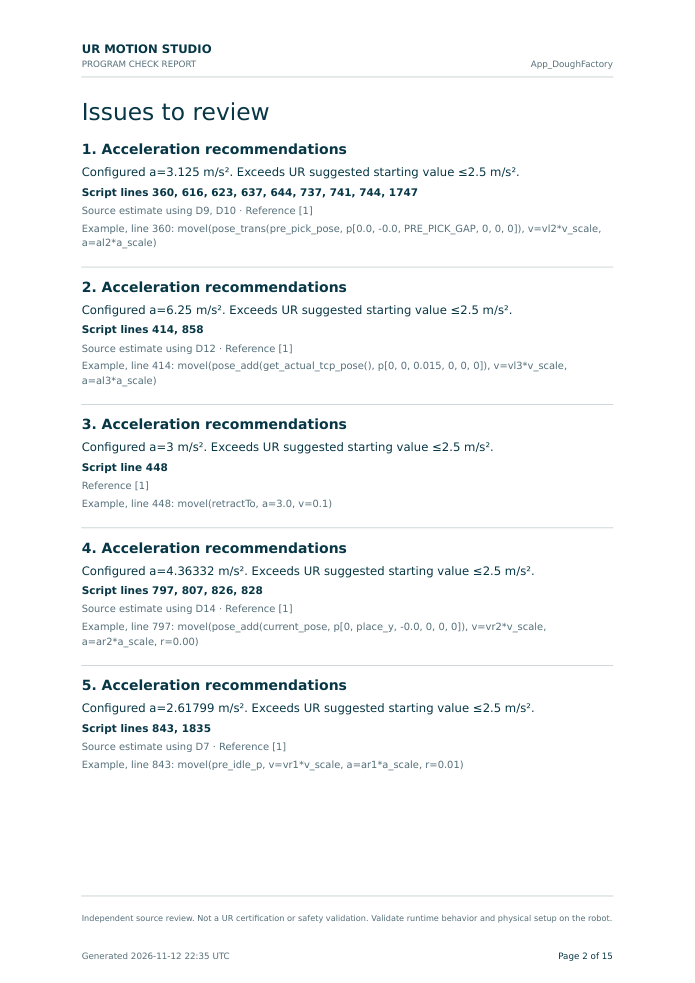 UR MOTION STUDIO
PROGRAM CHECK REPORT
App_DoughFactory
Issues to review
1. Acceleration recommendations
Configured a=3.125 m/s². Exceeds UR suggested starting value ≤2.5 m/s².
Script lines 360, 616, 623, 637, 644, 737, 741, 744, 1747
Source estimate using D9, D10 · Reference [1]
Example, line 360: movel(pose_trans(pre_pick_pose, p[0.0, -0.0, PRE_PICK_GAP, 0, 0, 0]), v=vl2*v_scale,
a=al2*a_scale)
2. Acceleration recommendations
Configured a=6.25 m/s². Exceeds UR suggested starting value ≤2.5 m/s².
Script lines 414, 858
Source estimate using D12 · Reference [1]
Example, line 414: movel(pose_add(get_actual_tcp_pose(), p[0, 0, 0.015, 0, 0, 0]), v=vl3*v_scale,
a=al3*a_scale)
3. Acceleration recommendations
Configured a=3 m/s². Exceeds UR suggested starting value ≤2.5 m/s².
Script line 448
Reference [1]
Example, line 448: movel(retractTo, a=3.0, v=0.1)
4. Acceleration recommendations
Configured a=4.36332 m/s². Exceeds UR suggested starting value ≤2.5 m/s².
Script lines 797, 807, 826, 828
Source estimate using D14 · Reference [1]
Example, line 797: movel(pose_add(current_pose, p[0, place_y, -0.0, 0, 0, 0]), v=vr2*v_scale,
a=ar2*a_scale, r=0.00)
5. Acceleration recommendations
Configured a=2.61799 m/s². Exceeds UR suggested starting value ≤2.5 m/s².
Script lines 843, 1835
Source estimate using D7 · Reference [1]
Example, line 843: movel(pre_idle_p, v=vr1*v_scale, a=ar1*a_scale, r=0.01)
Independent source review. Not a UR certification or safety validation. Validate runtime behavior and physical setup on the robot.
Generated 2026-11-12 22:35 UTC
Page 2 of 15